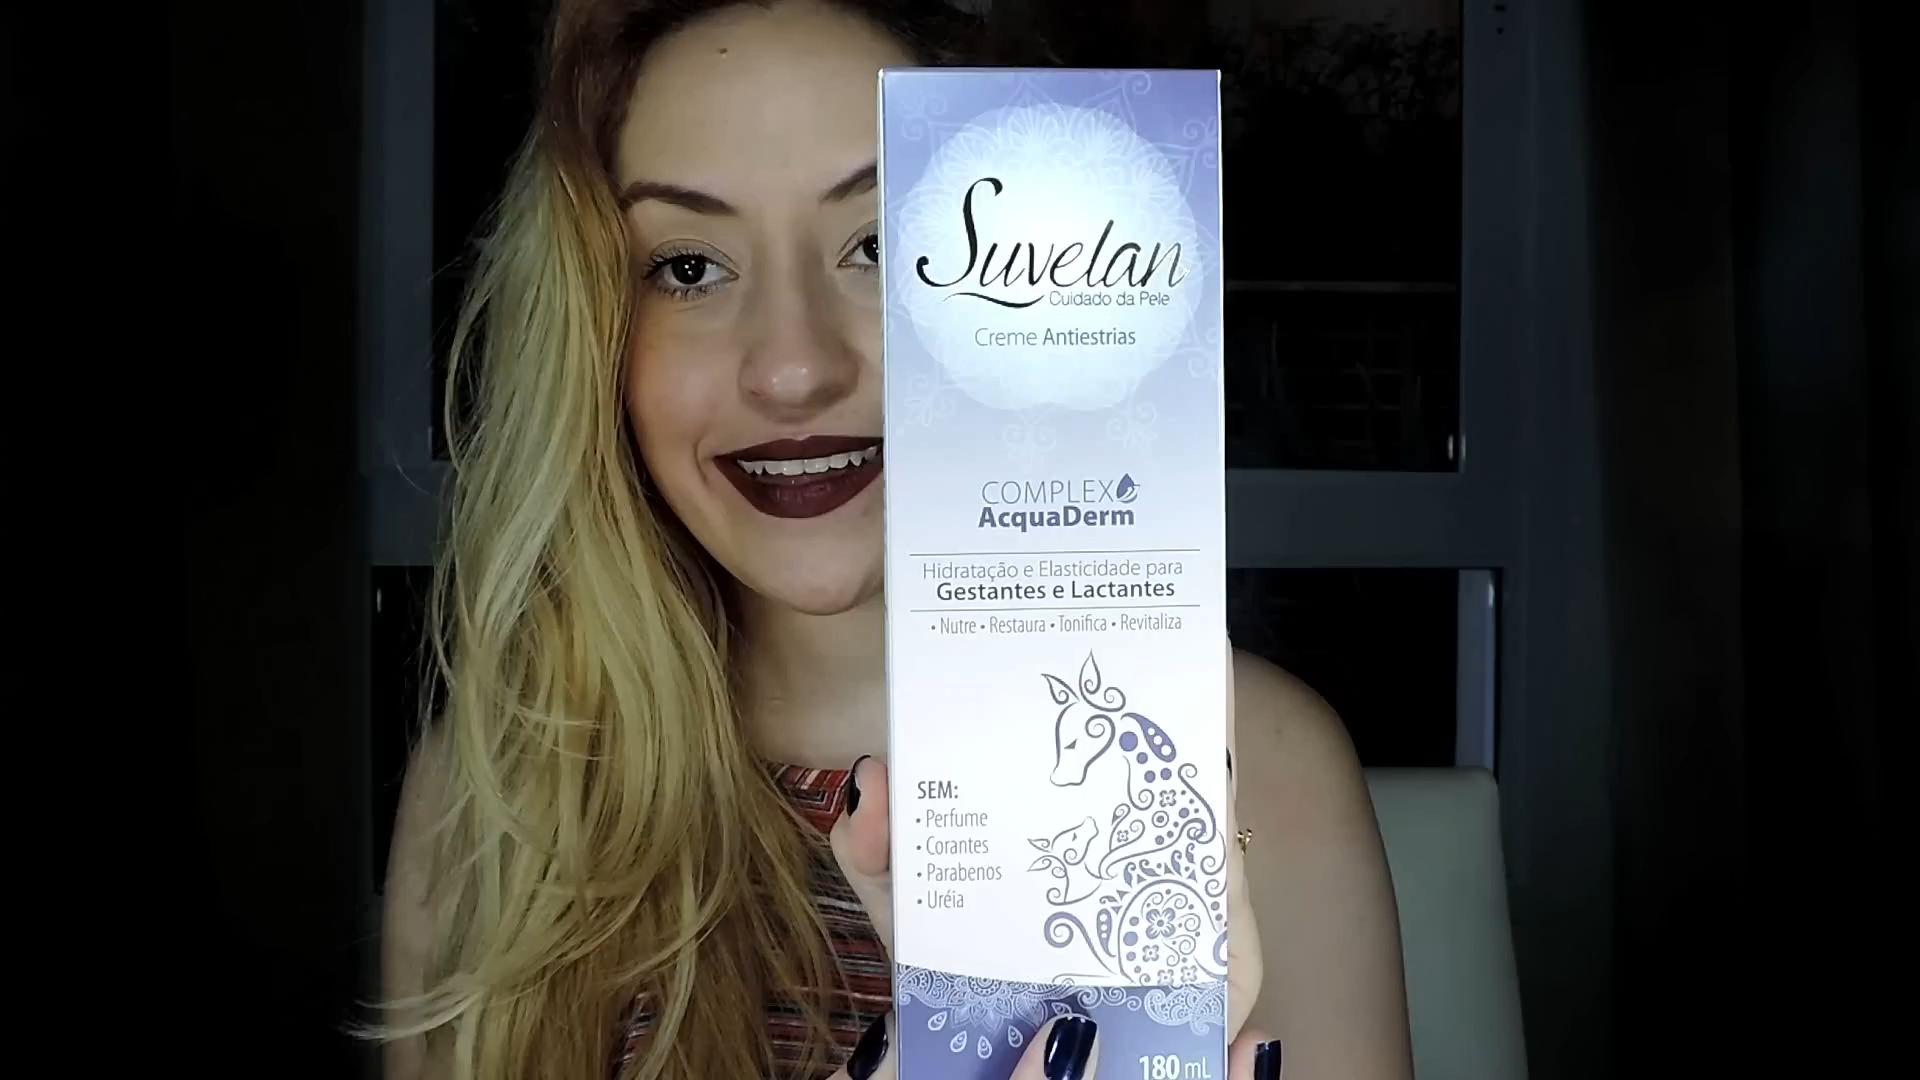 Suvelan
Cuidado da Pele
Creme Antiestrias
COMPLEX
AcquaDerm
Hidratação e Elasticidade para
Gestantes e Lactantes
• Nutre • Restaura • Tonifica • Revitaliza
SEM:
• Perfume
• Corantes
• Parabenos
• Uréia
180 mL